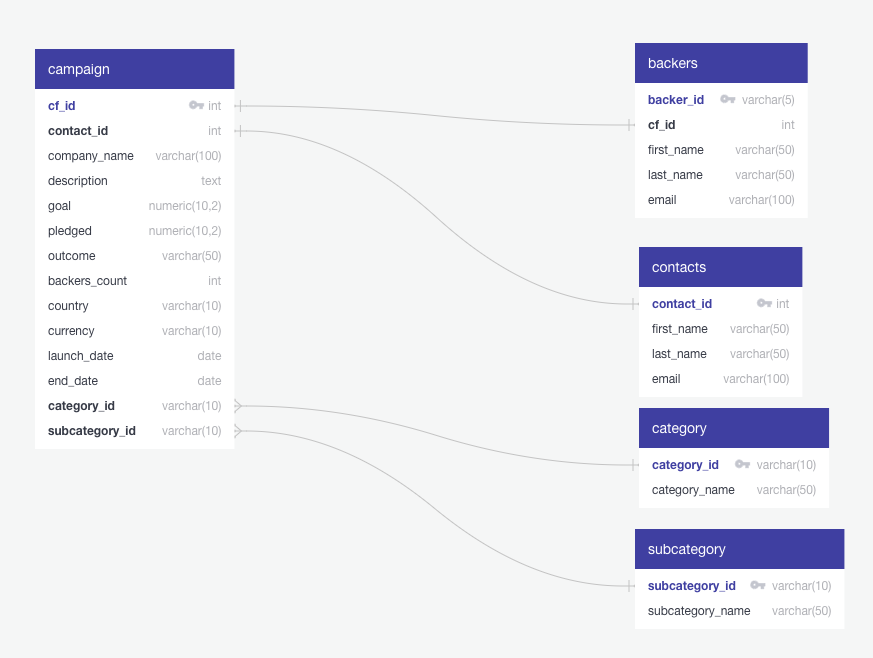 campaign
cf_id int
contact_id int
company_name varchar(100)
description text
goal numeric(10,2)
pledged numeric(10,2)
outcome varchar(50)
backers_count int
country varchar(10)
currency varchar(10)
launch_date date
end_date date
category_id varchar(10)
subcategory_id varchar(10)
backers
backer_id varchar(5)
cf_id int
first_name varchar(50)
last_name varchar(50)
email varchar(100)
contacts
contact_id int
first_name varchar(50)
last_name varchar(50)
email varchar(100)
category
category_id varchar(10)
category_name varchar(50)
subcategory
subcategory_id varchar(10)
subcategory_name varchar(50)